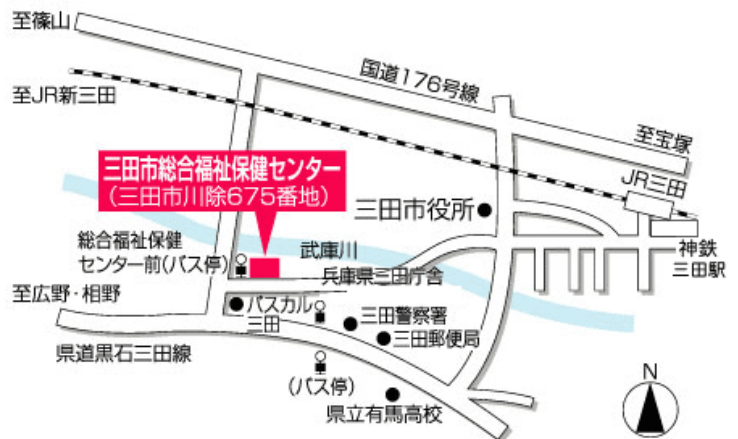 至篠山
国道176号線
至JR新三田
至宝塚
JR三田
三田市総合福祉保健センター
(三田市川除675番地)
三田市役所
総合福祉保健
センター前(バス停)
武庫川
神鉄
三田駅
兵庫県三田庁舎
至広野・相野
パスカル
三田
三田警察署
三田郵便局
県道黒石三田線
(バス停)
県立有馬高校
N